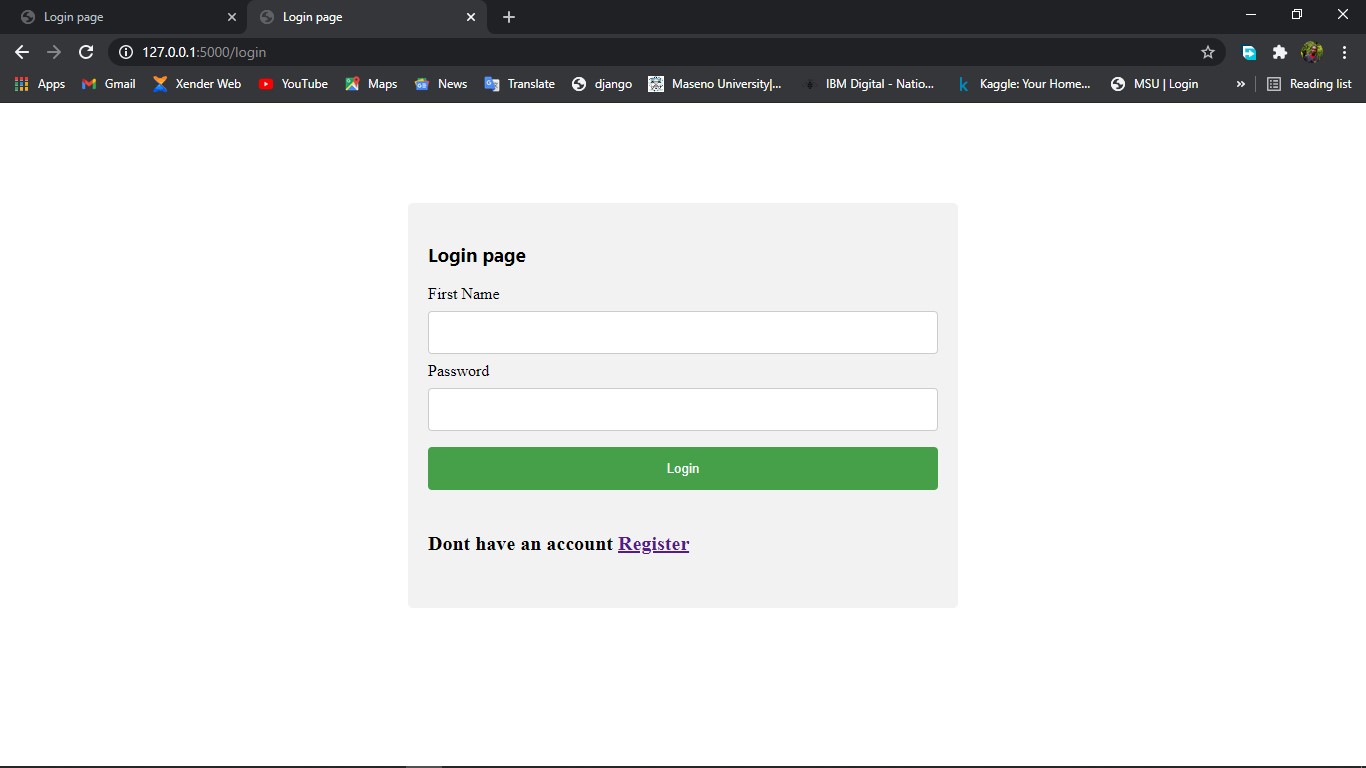 Login page
Login page
127.0.0.1:5000/login
Apps
Gmail
Xender Web
YouTube
Maps
News
Translate
django
Maseno University|...
IBM Digital - Natio...
Kaggle: Your Home...
MSU | Login
»
Reading list
Login page
First Name
Password
Login
Dont have an account Register